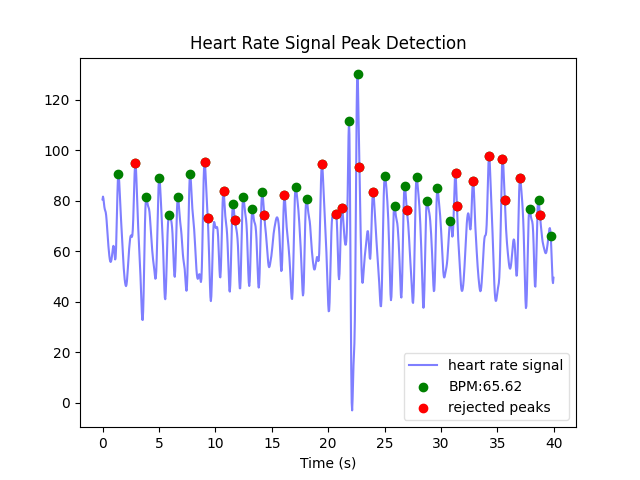 Heart Rate Signal Peak Detection
120
100
80
60
40
20
0
heart rate signal
BPM:65.62
rejected peaks
0 5 10 15 20 25 30 35 40
Time (s)